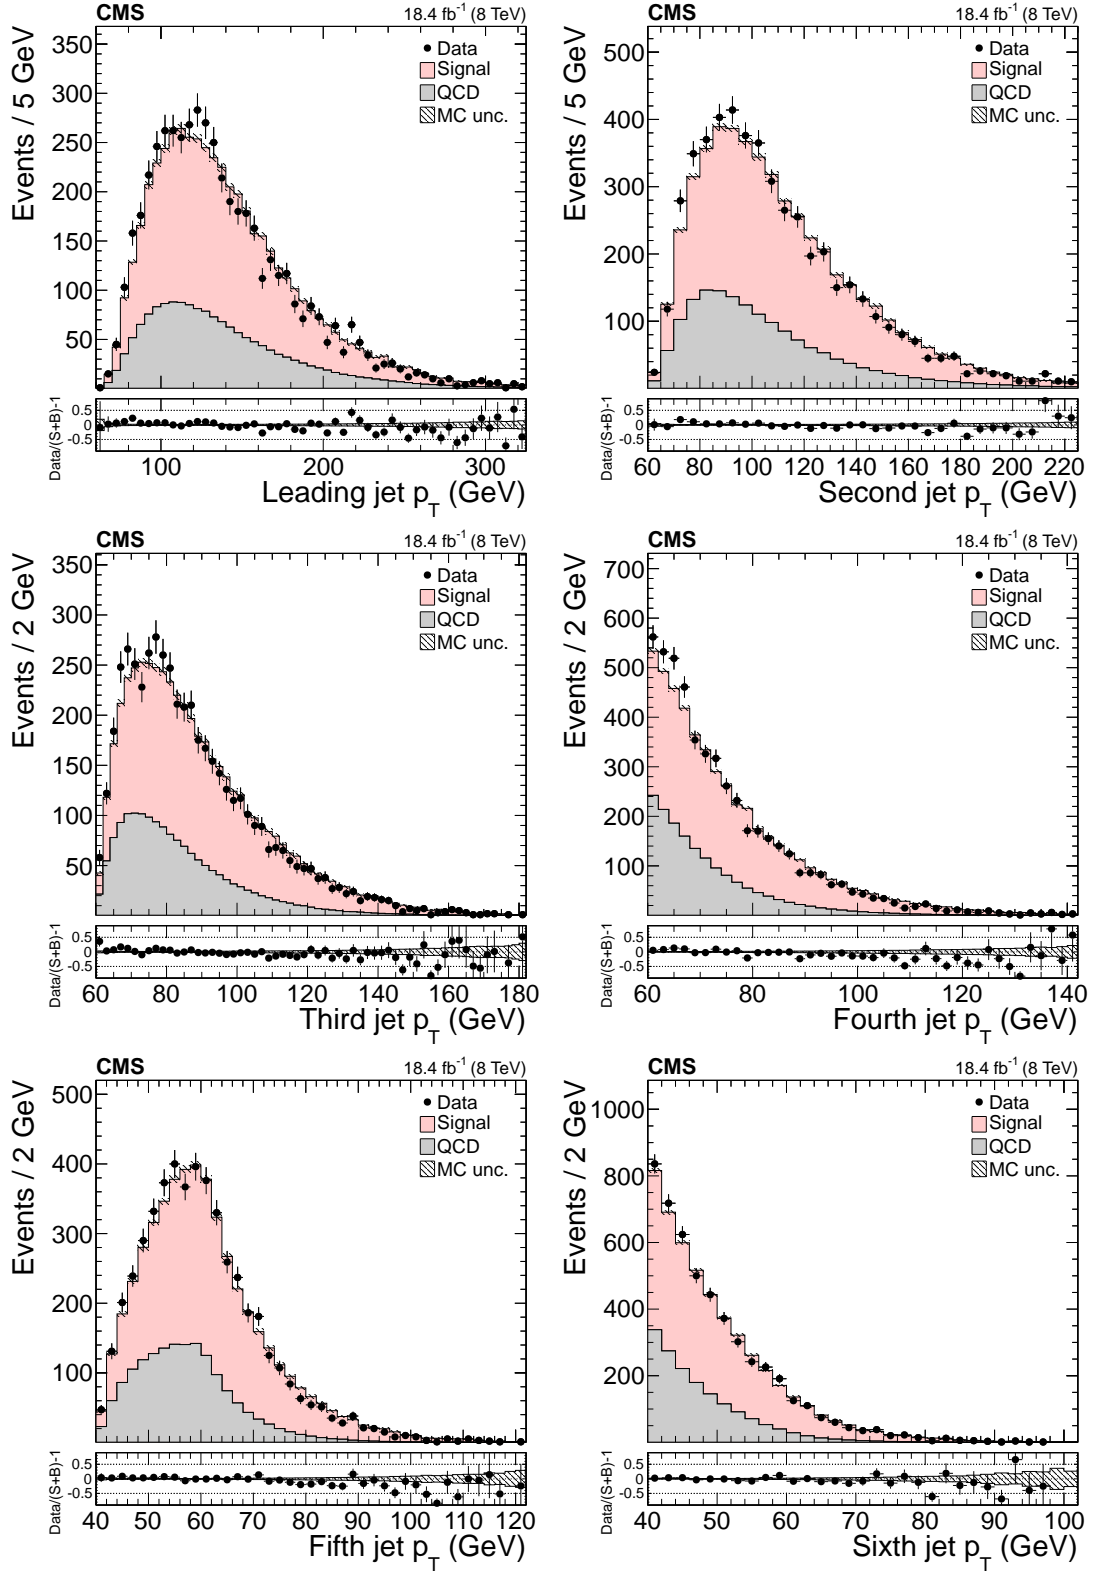 CMS 18.4 fb-1 (8 TeV)
Events / 5 GeV
350
300
250
200
150
100
50
Data
Signal
QCD
MC unc.
Data/(S+B)-1
0.5
0
-0.5
100 200 300
Leading jet pT (GeV)
CMS 18.4 fb-1 (8 TeV)
Events / 5 GeV
500
400
300
200
100
Data
Signal
QCD
MC unc.
Data/(S+B)-1
0.5
0
-0.5
60 80 100 120 140 160 180 200 220
Second jet pT (GeV)
CMS 18.4 fb-1 (8 TeV)
Events / 2 GeV
350
300
250
200
150
100
50
Data
Signal
QCD
MC unc.
Data/(S+B)-1
0.5
0
-0.5
60 80 100 120 140 160 180
Third jet pT (GeV)
CMS 18.4 fb-1 (8 TeV)
Events / 2 GeV
700
600
500
400
300
200
100
Data
Signal
QCD
MC unc.
Data/(S+B)-1
0.5
0
-0.5
60 80 100 120 140
Fourth jet pT (GeV)
CMS 18.4 fb-1 (8 TeV)
Events / 2 GeV
500
400
300
200
100
Data
Signal
QCD
MC unc.
Data/(S+B)-1
0.5
0
-0.5
40 50 60 70 80 90 100 110 120
Fifth jet pT (GeV)
CMS 18.4 fb-1 (8 TeV)
Events / 2 GeV
1000
800
600
400
200
Data
Signal
QCD
MC unc.
Data/(S+B)-1
0.5
0
-0.5
40 50 60 70 80 90 100
Sixth jet pT (GeV)